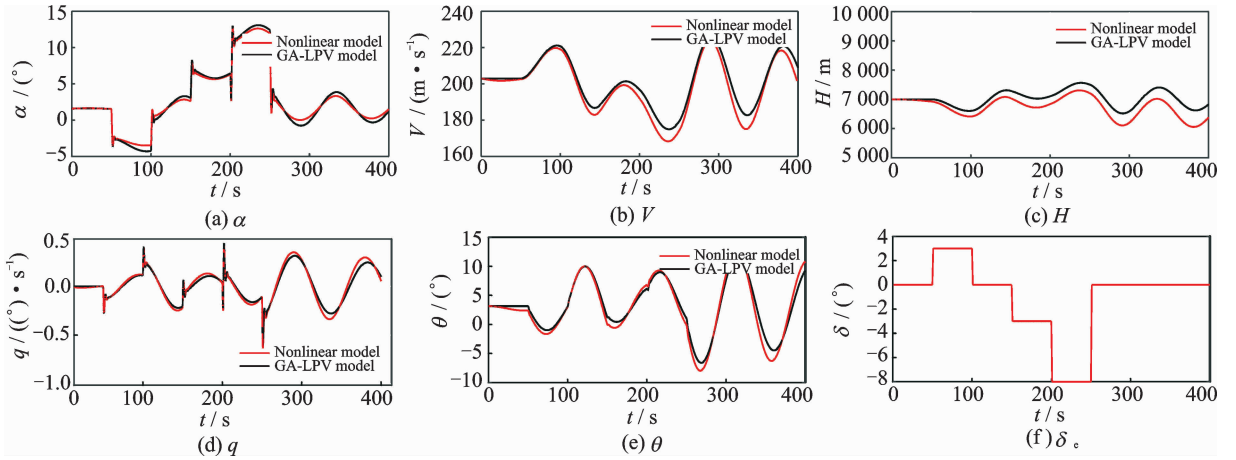 15
10
5
0
−5
α / (°)
Nonlinear model
GA-LPV model
0 100 200 300 400
t / s
(a) α
240
220
200
180
160
V / (m • s⁻¹)
Nonlinear model
GA-LPV model
0 100 200 300 400
t / s
(b) V
10 000
9 000
8 000
7 000
6 000
5 000
H / m
Nonlinear model
GA-LPV model
0 100 200 300 400
t / s
(c) H
0.5
0.0
−0.5
−1.0
q / ((°) • s⁻¹)
Nonlinear model
GA-LPV model
0 100 200 300 400
t / s
(d) q
15
10
5
0
−5
−10
θ / (°)
Nonlinear model
GA-LPV model
0 100 200 300 400
t / s
(e) θ
4
2
0
−2
−4
−6
−8
δ / (°)
0 100 200 300 400
t / s
(f) δ e